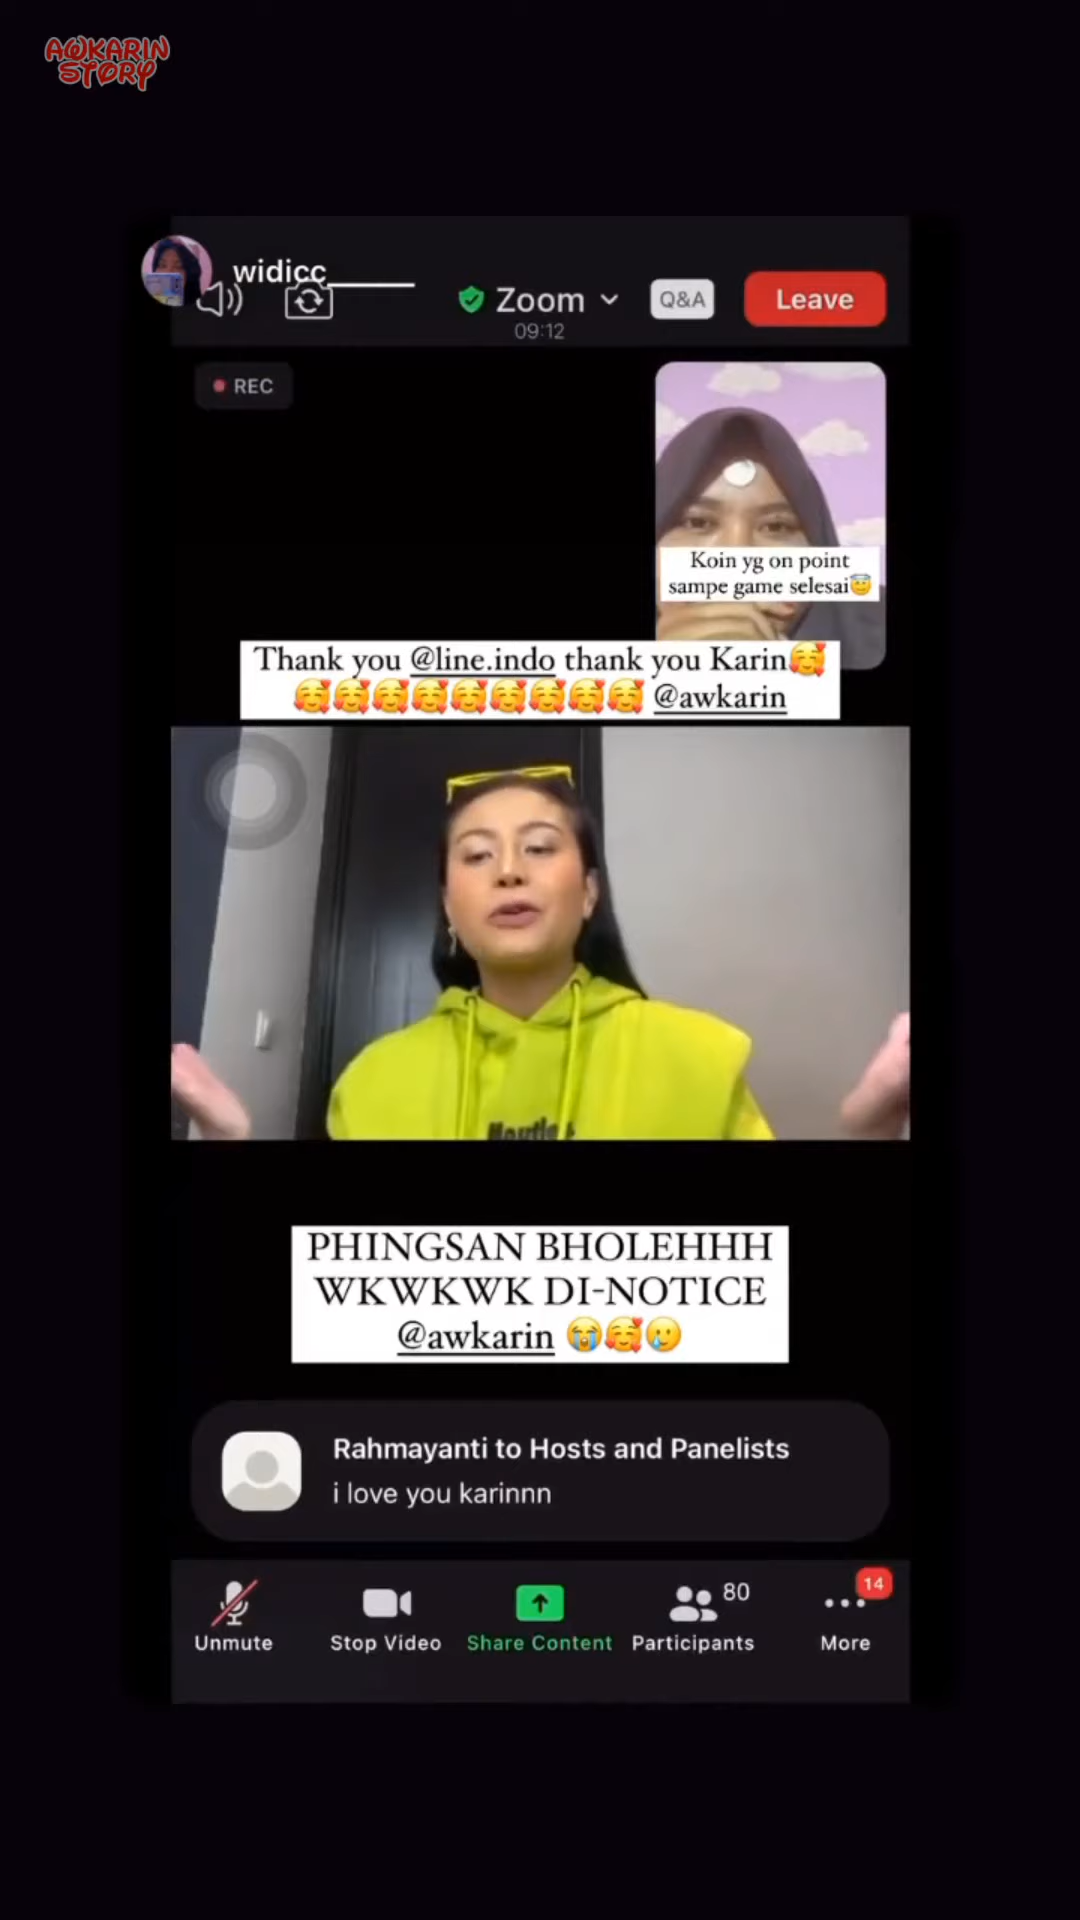 AWKARIN
STORY
widicc______
Zoom
Q&A
Leave
09:12
REC
Koin yg on point
sampe game selesai😇
Thank you @line.indo thank you Karin🥰
🥰🥰🥰🥰🥰🥰🥰🥰🥰 @awkarin
PHINGSAN BHOLEHHH
WKWKWK DI-NOTICE
@awkarin 😭🥰🥲
Rahmayanti to Hosts and Panelists
i love you karinnn
80
14
Unmute
Stop Video
Share Content
Participants
More